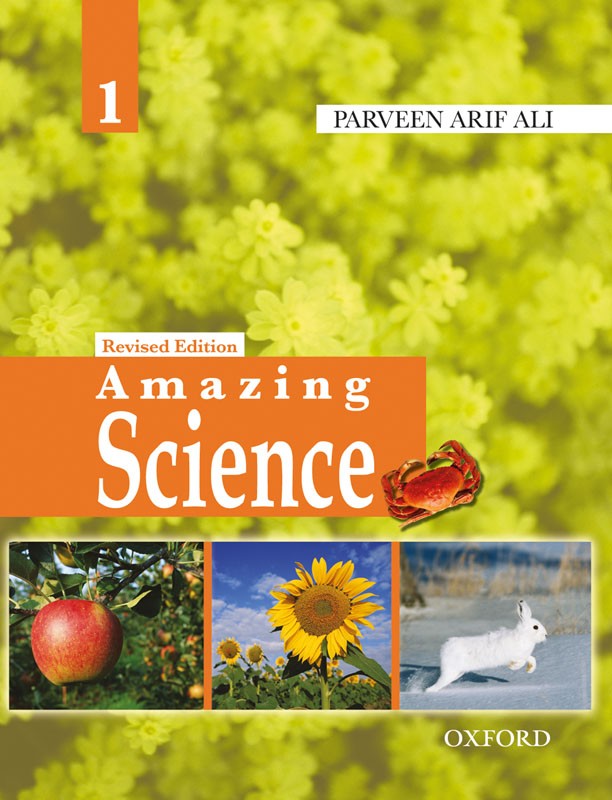 1
PARVEEN ARIF ALI
Revised Edition
Amazing
Science
OXFORD